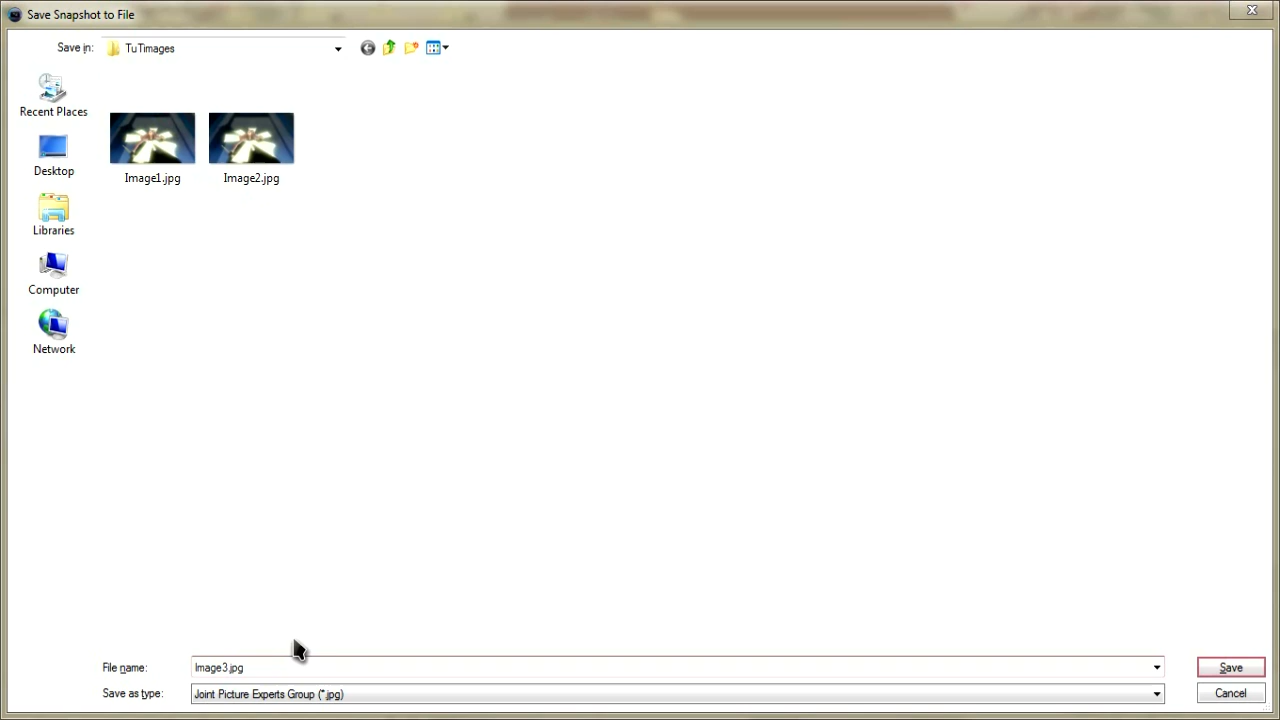 Save Snapshot to File
Save in: TuTimages
Recent Places
Desktop
Libraries
Computer
Network
Image1.jpg Image2.jpg
File name: Image3.jpg Save
Save as type: Joint Picture Experts Group (*.jpg) Cancel